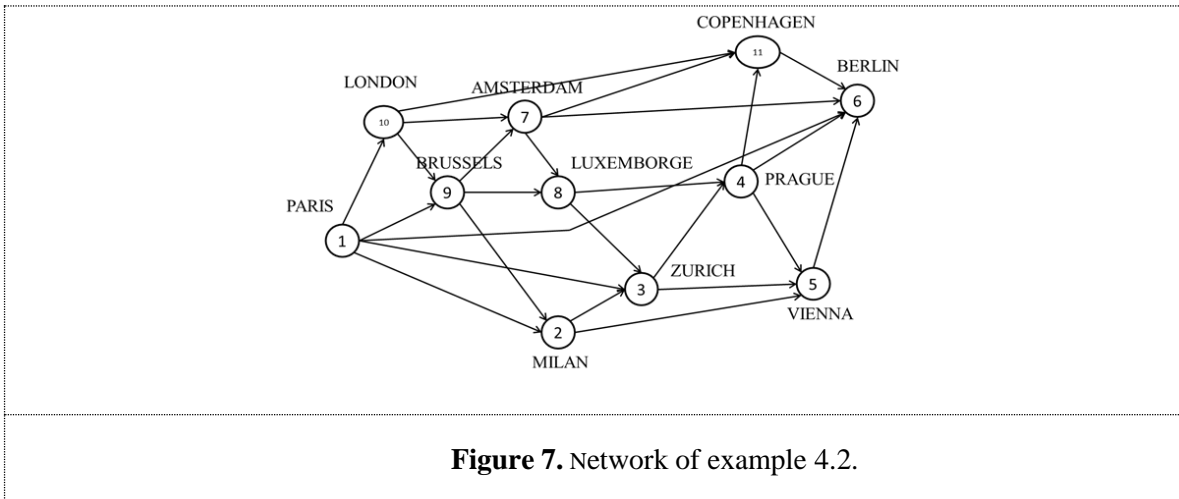 COPENHAGEN
11
BERLIN
6
LONDON
10
AMSTERDAM
7
BRUSSELS
9
LUXEMBORGE
8
4
PRAGUE
PARIS
1
ZURICH
3
5
VIENNA
2
MILAN
Figure 7. Network of example 4.2.